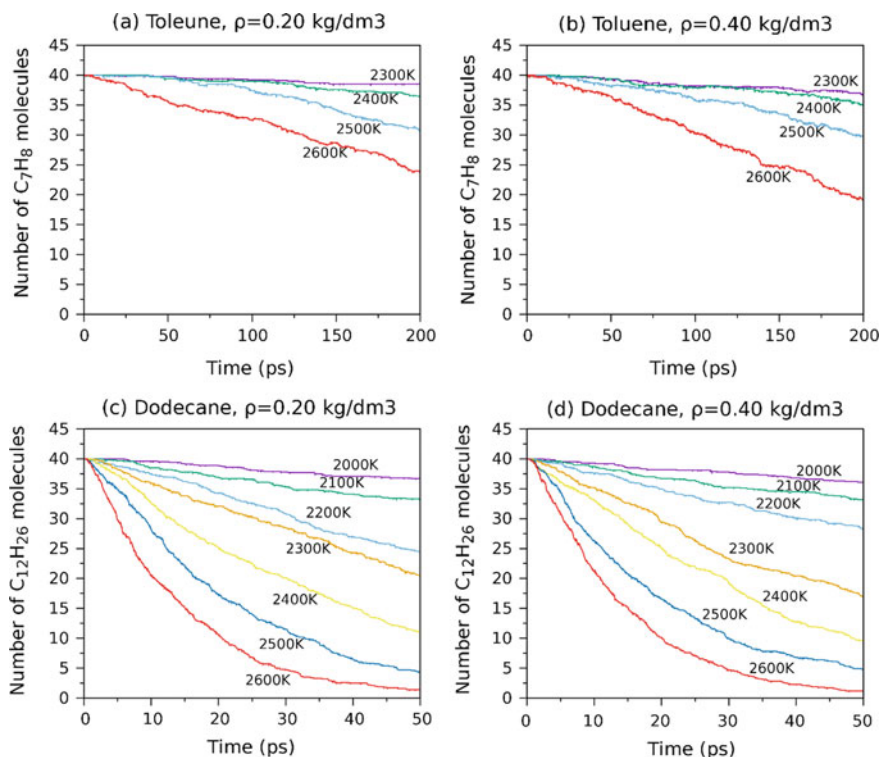 (a) Toleune, ρ=0.20 kg/dm3
Number of C7H8 molecules
45
40
35
30
25
20
15
10
5
0
2300K
2400K
2500K
2600K
0 50 100 150 200
Time (ps)
(b) Toluene, ρ=0.40 kg/dm3
Number of C7H8 molecules
45
40
35
30
25
20
15
10
5
0
2300K
2400K
2500K
2600K
0 50 100 150 200
Time (ps)
(c) Dodecane, ρ=0.20 kg/dm3
Number of C12H26 molecules
45
40
35
30
25
20
15
10
5
0
2000K
2100K
2200K
2300K
2400K
2500K
2600K
0 10 20 30 40 50
Time (ps)
(d) Dodecane, ρ=0.40 kg/dm3
Number of C12H26 molecules
45
40
35
30
25
20
15
10
5
0
2000K
2100K
2200K
2300K
2400K
2500K
2600K
0 10 20 30 40 50
Time (ps)